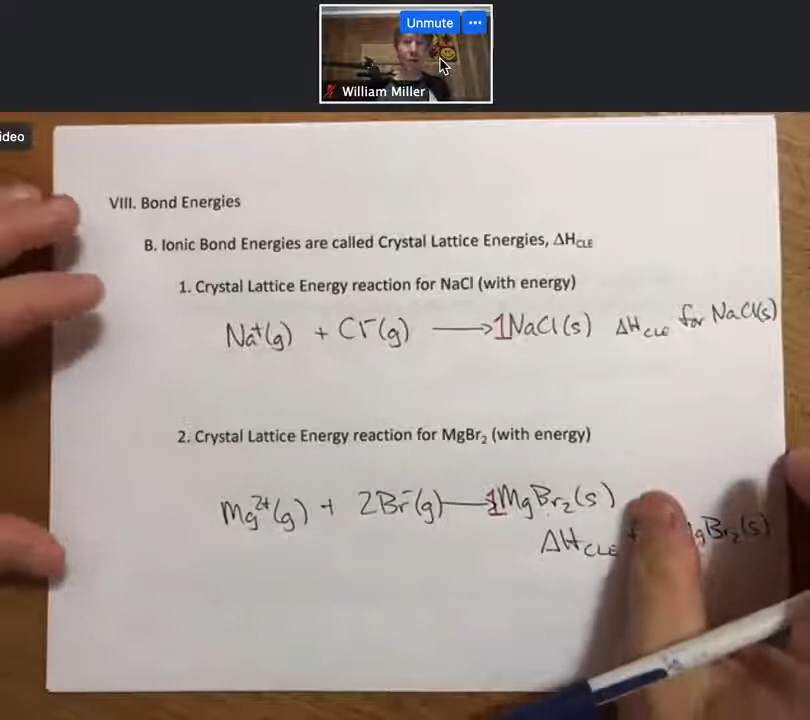 Unmute ...
William Miller
ideo
VIII. Bond Energies
B. Ionic Bond Energies are called Crystal Lattice Energies, ΔH_CLE
1. Crystal Lattice Energy reaction for NaCl (with energy)
Na⁺(g) + Cl⁻(g) → 1NaCl(s) ΔH_CLE for NaCl(s)
2. Crystal Lattice Energy reaction for MgBr₂ (with energy)
Mg²⁺(g) + 2Br⁻(g) → 1MgBr₂(s)
ΔH_CLE gBr₂(s)